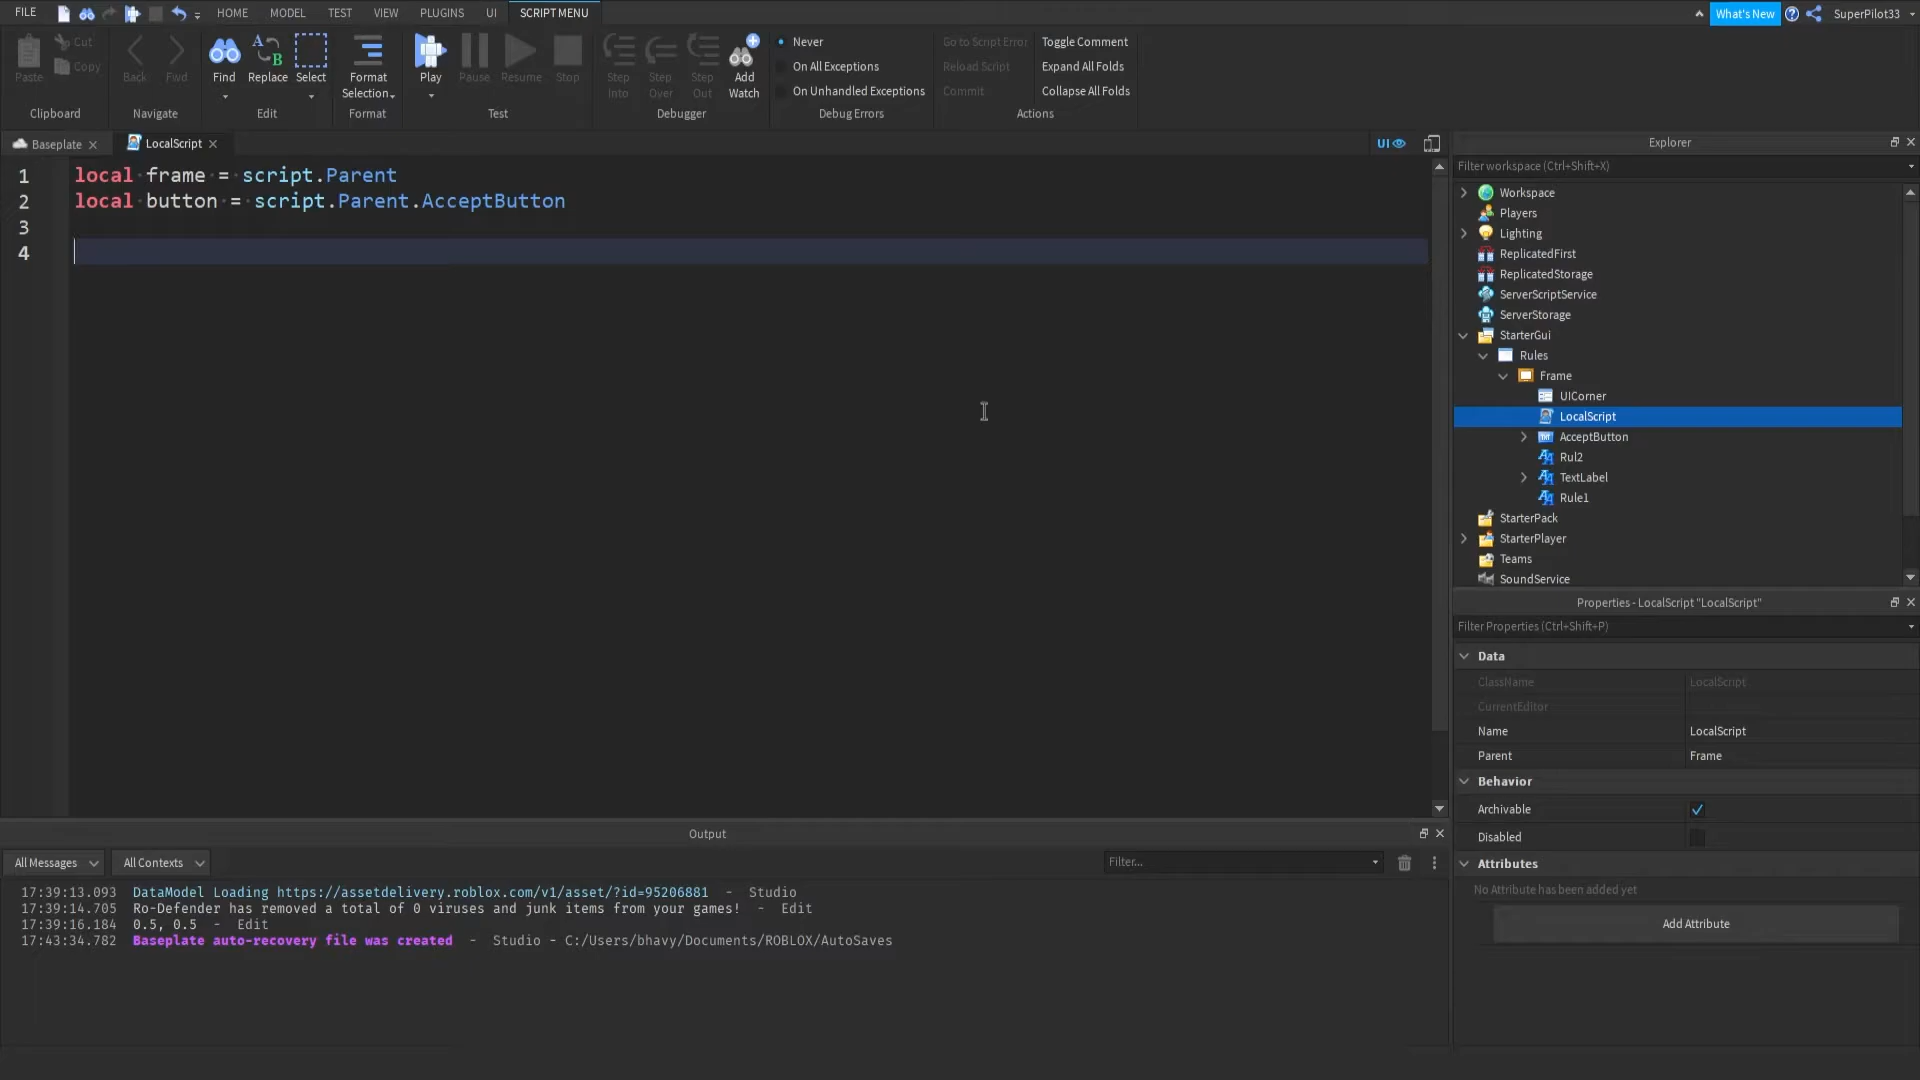 FILE HOME MODEL TEST VIEW PLUGINS UI SCRIPT MENU What's New SuperPilot33
Paste Cut Copy Back Fwd Find Replace Select Format Selection Play Pause Resume Stop Step Into Step Over Step Out Add Watch
Never
On All Exceptions
On Unhandled Exceptions
Go to Script Error
Reload Script
Commit
Toggle Comment
Expand All Folds
Collapse All Folds
Clipboard Navigate Edit Format Test Debugger Debug Errors Actions
Baseplate LocalScript UI
1 local frame = script.Parent
2 local button = script.Parent.AcceptButton
3
4
Explorer
Filter workspace (Ctrl+Shift+X)
Workspace
Players
Lighting
ReplicatedFirst
ReplicatedStorage
ServerScriptService
ServerStorage
StarterGui
Rules
Frame
UICorner
LocalScript
AcceptButton
Rul2
TextLabel
Rule1
StarterPack
StarterPlayer
Teams
SoundService
Properties - LocalScript "LocalScript"
Filter Properties (Ctrl+Shift+P)
Data
ClassName LocalScript
CurrentEditor
Name LocalScript
Parent Frame
Behavior
Archivable
Disabled
Attributes
No Attribute has been added yet
Add Attribute
Output
All Messages All Contexts Filter...
17:39:13.093 DataModel Loading https://assetdelivery.roblox.com/v1/asset/?id=95206881 - Studio
17:39:14.705 Ro-Defender has removed a total of 0 viruses and junk items from your games! - Edit
17:39:16.184 0.5, 0.5 - Edit
17:43:34.782 Baseplate auto-recovery file was created - Studio - C:/Users/bhavy/Documents/ROBLOX/AutoSaves